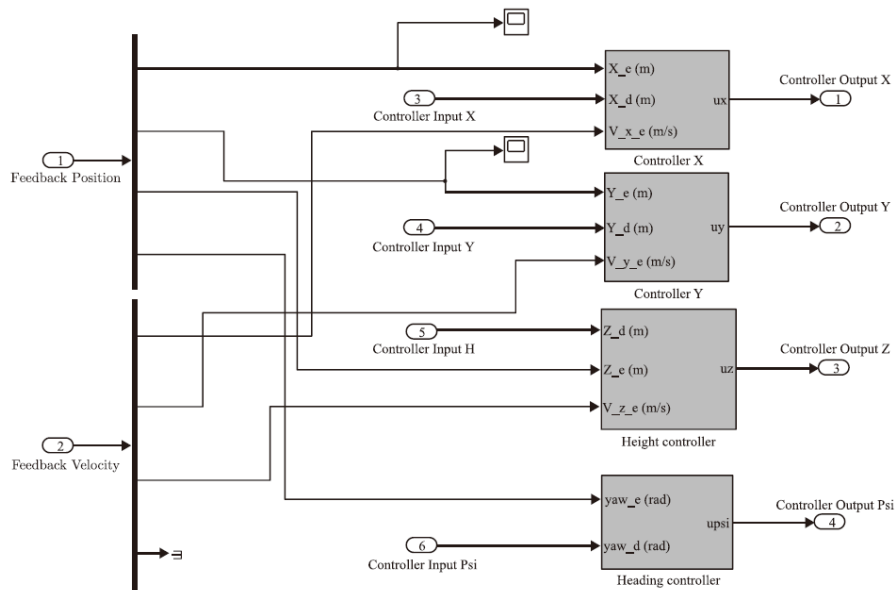 X_e (m)
Controller Output X
3
X_d (m)
ux
1
Controller Input X
V_x_e (m/s)
1
Controller X
Feedback Position
Y_e (m)
Controller Output Y
4
Y_d (m)
uy
2
Controller Input Y
V_y_e (m/s)
Controller Y
5
Z_d (m)
Controller Input H
Controller Output Z
Z_e (m)
uz
3
V_z_e (m/s)
2
Height controller
Feedback Velocity
yaw_e (rad)
Controller Output Psi
upsi
4
6
yaw_d (rad)
Controller Input Psi
Heading controller